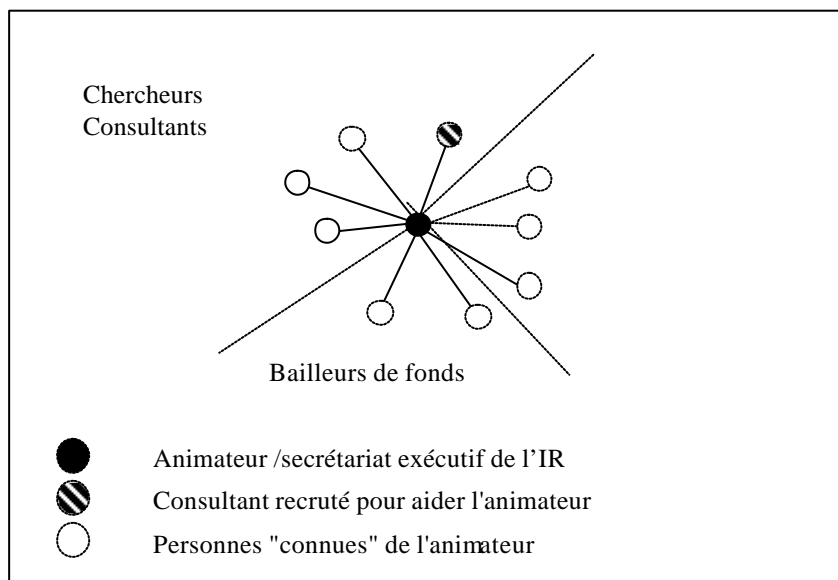 Chercheurs
Consultants
Bailleurs de fonds
Animateur /secrétariat exécutif de l’IR
Consultant recruté pour aider l'animateur
Personnes "connues" de l'animateur